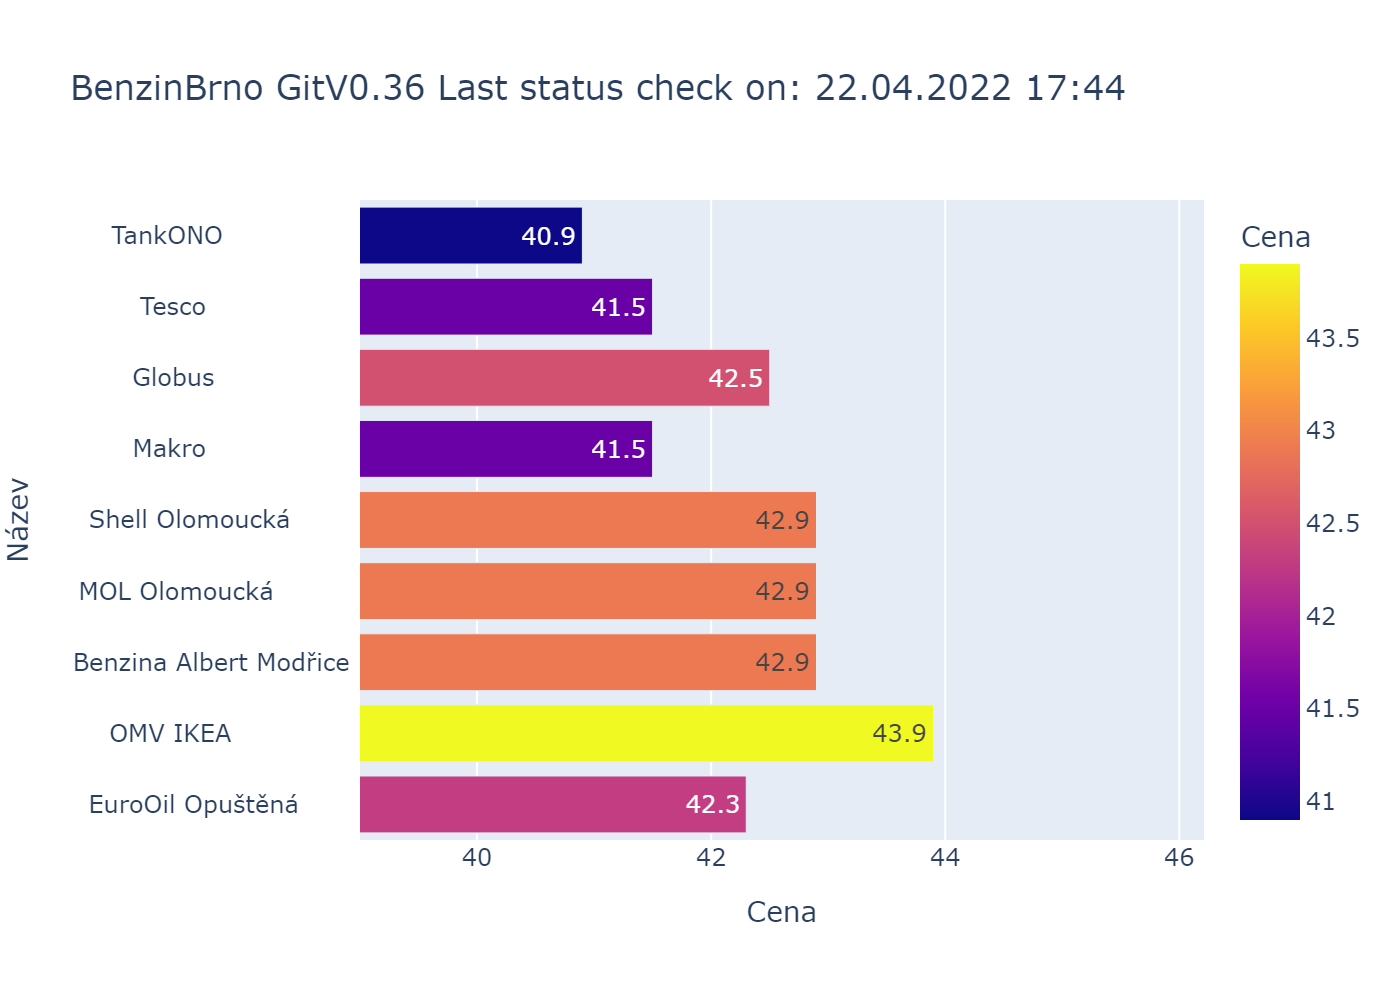 BenzinBrno GitV0.36 Last status check on: 22.04.2022 17:44
Název
TankONO 40.9
Tesco 41.5
Globus 42.5
Makro 41.5
Shell Olomoucká 42.9
MOL Olomoucká 42.9
Benzina Albert Modřice 42.9
OMV IKEA 43.9
EuroOil Opuštěná 42.3
40 42 44 46
Cena
Cena
43.5
43
42.5
42
41.5
41